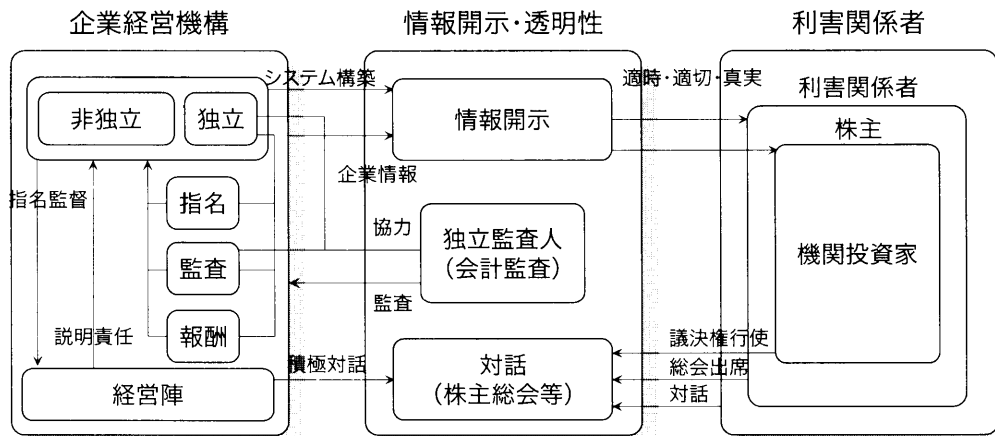 企業経営機構
情報開示・透明性
利害関係者
システム構築
適時・適切・真実
非独立
独立
情報開示
利害関係者
株主
企業情報
指名監督
指名
協力
独立監査人
（会計監査）
機関投資家
監査
監査
説明責任
報酬
積極対話
対話
（株主総会等）
議決権行使
総会出席
対話
経営陣